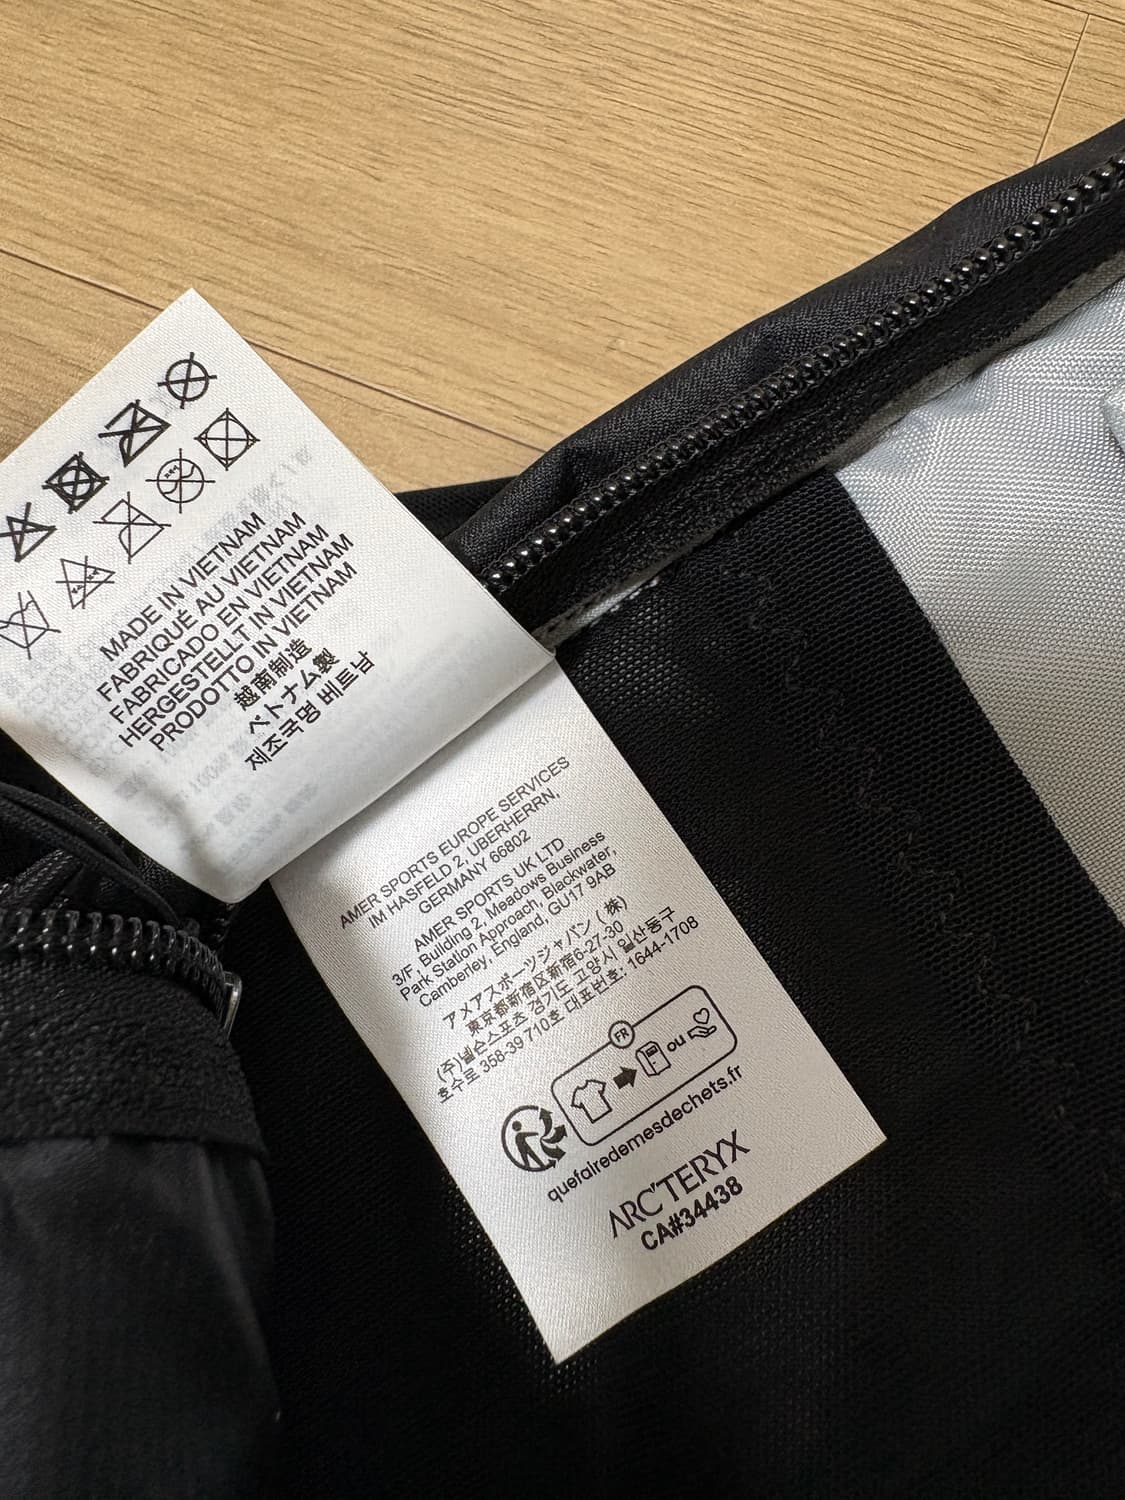 MADE IN VIETNAM
FABRIQUÉ AU VIETNAM
FABRICADO EN VIETNAM
HERGESTELLT IN VIETNAM
PRODOTTO IN VIETNAM
越南制造
ベトナム製
제조국명 베트남
AMER SPORTS EUROPE SERVICES
IM HASFELD 2, UBERHERRN,
GERMANY 66802
AMER SPORTS UK LTD
3/F, Building 2, Meadows Business
Park Station Approach, Blackwater,
Camberley, England, GU17 9AB
アメアスポーツジャパン (株)
東京都新宿区新宿6-27-30
(주)넬슨스포츠 경기도 고양시 일산동구
호수로 358-39 710호 대표번호: 1644-1708
FR
ou
quefairedemesdechets.fr
ARC'TERYX
CA#34438